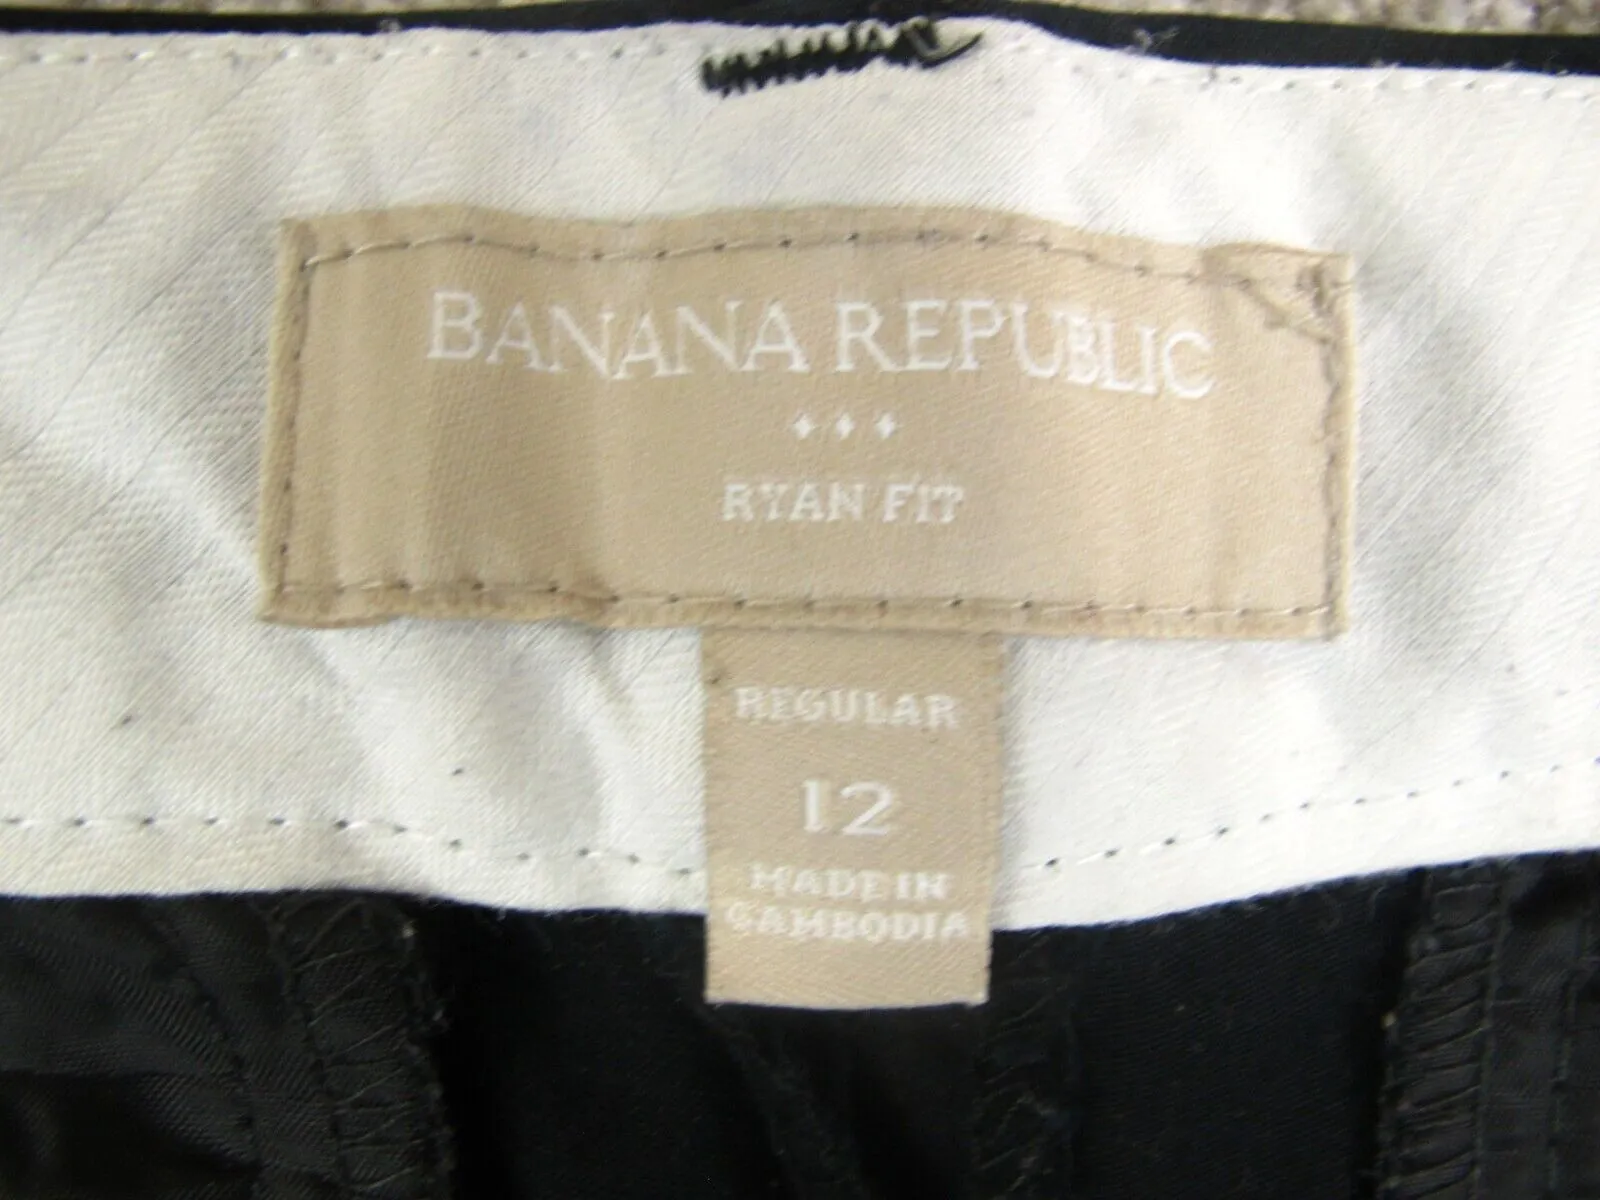 BANANA REPUBLIC
RYAN FIT
REGULAR
12
MADE IN
CAMBODIA